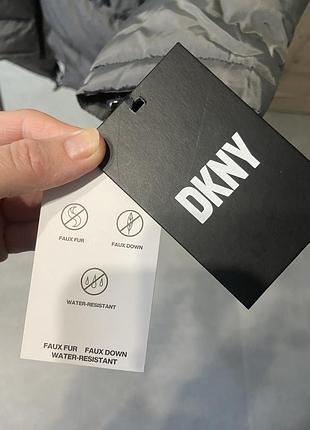 DKNY
FAUX FUR
FAUX DOWN
WATER-RESISTANT
FAUX FUR FAUX DOWN
WATER-RESISTANT